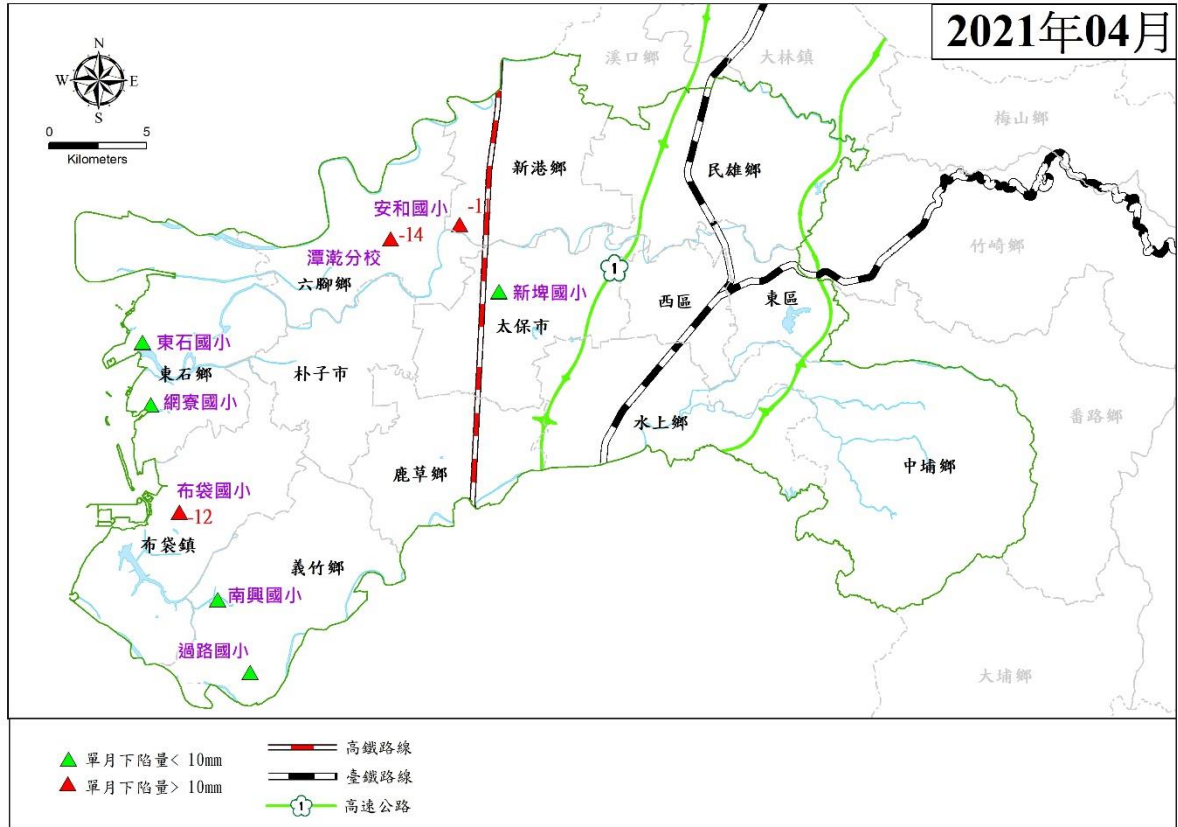 2021年04月
N
W E
S
0 5
Kilometers
溪口鄉
大林鎮
梅山鄉
新港鄉
民雄鄉
安和國小
-11
-14
潭墘分校
竹崎鄉
六腳鄉
新埤國小
1
西區
東區
太保市
東石國小
東石鄉
朴子市
網寮國小
水上鄉
番路鄉
鹿草鄉
中埔鄉
布袋國小
-12
布袋鎮
義竹鄉
南興國小
過路國小
大埔鄉
單月下陷量< 10mm
單月下陷量> 10mm
高鐵路線
臺鐵路線
1 高速公路